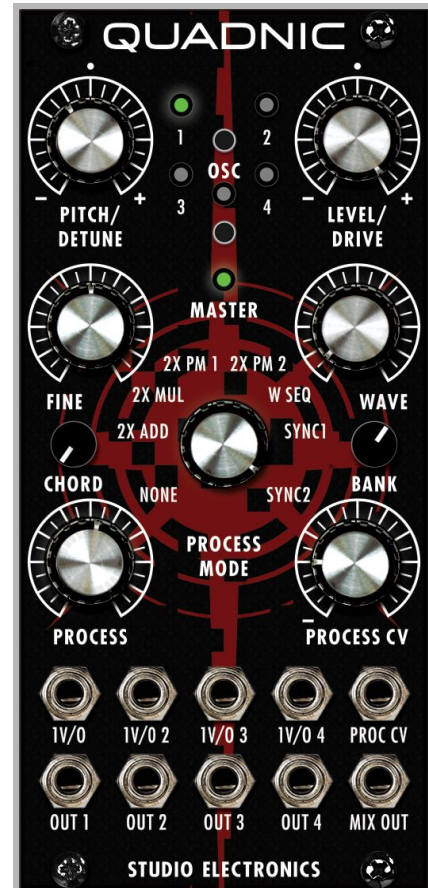 QUADNIC
1 2
OSC
3 4
- + - +
PITCH/ LEVEL/
DETUNE DRIVE
MASTER
2X PM 1 2X PM 2
FINE 2X MUL W SEQ WAVE
2X ADD SYNC1
CHORD BANK
NONE SYNC2
PROCESS
MODE
-
PROCESS PROCESS CV
1V/O 1V/O 2 1V/O 3 1V/O 4 PROC CV
OUT 1 OUT 2 OUT 3 OUT 4 MIX OUT
STUDIO ELECTRONICS